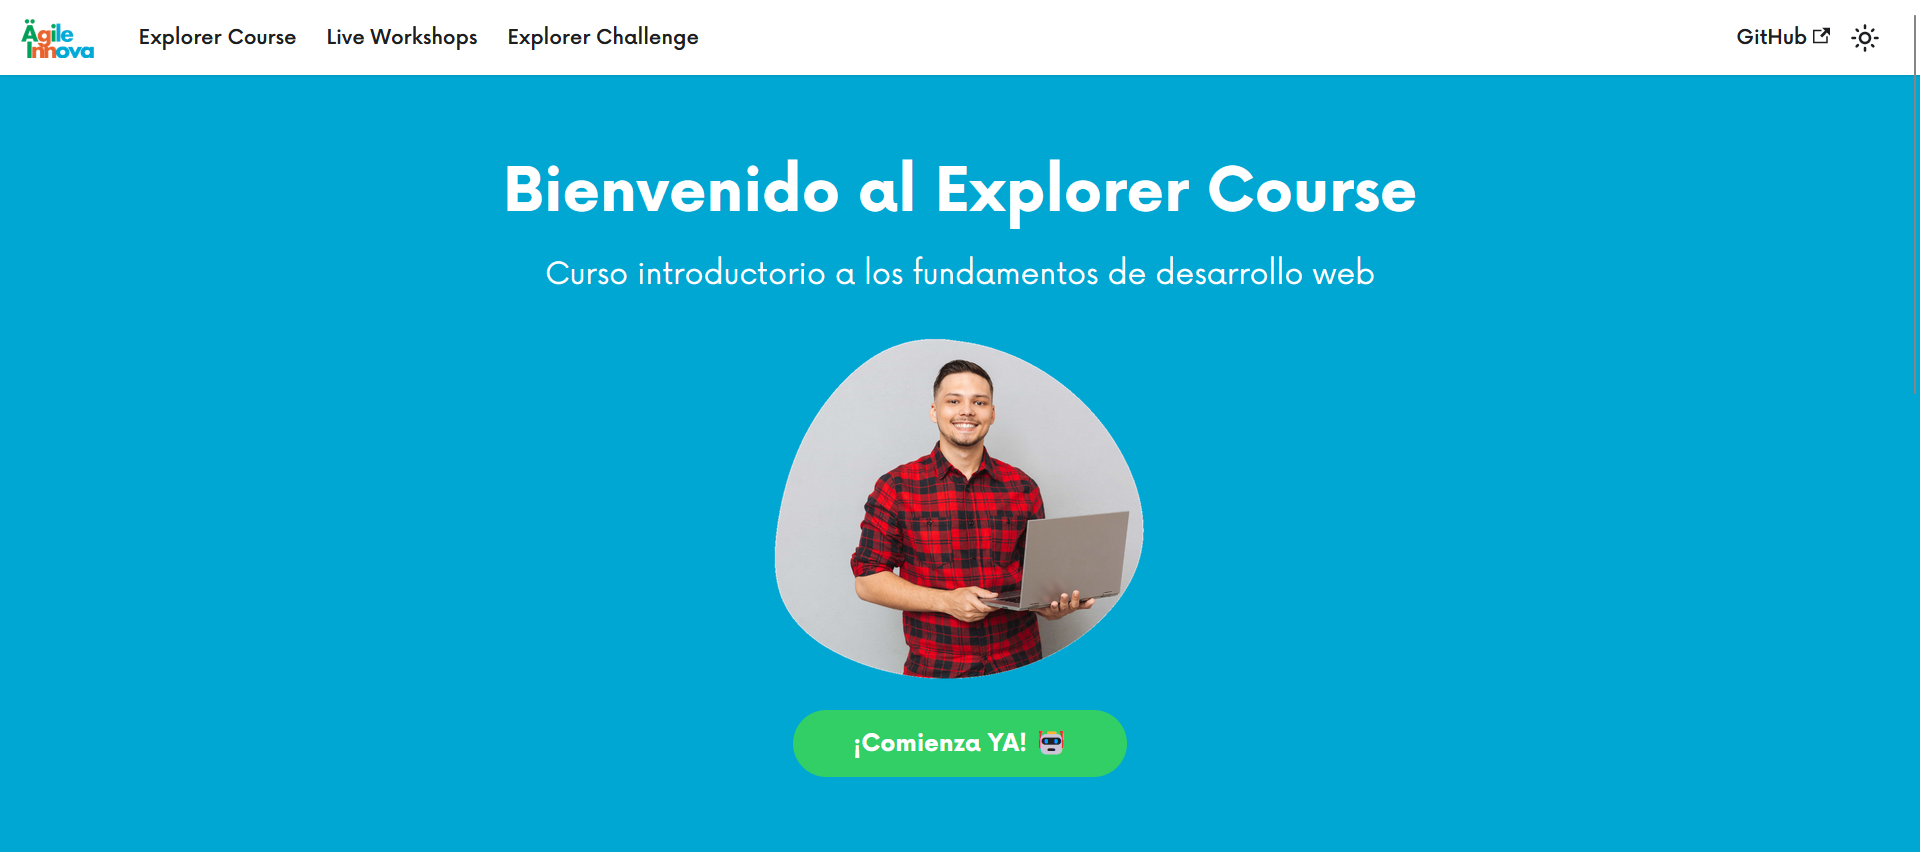 Ägile
Innova
Explorer Course
Live Workshops
Explorer Challenge
GitHub
Bienvenido al Explorer Course
Curso introductorio a los fundamentos de desarrollo web
¡Comienza YA! 🤖